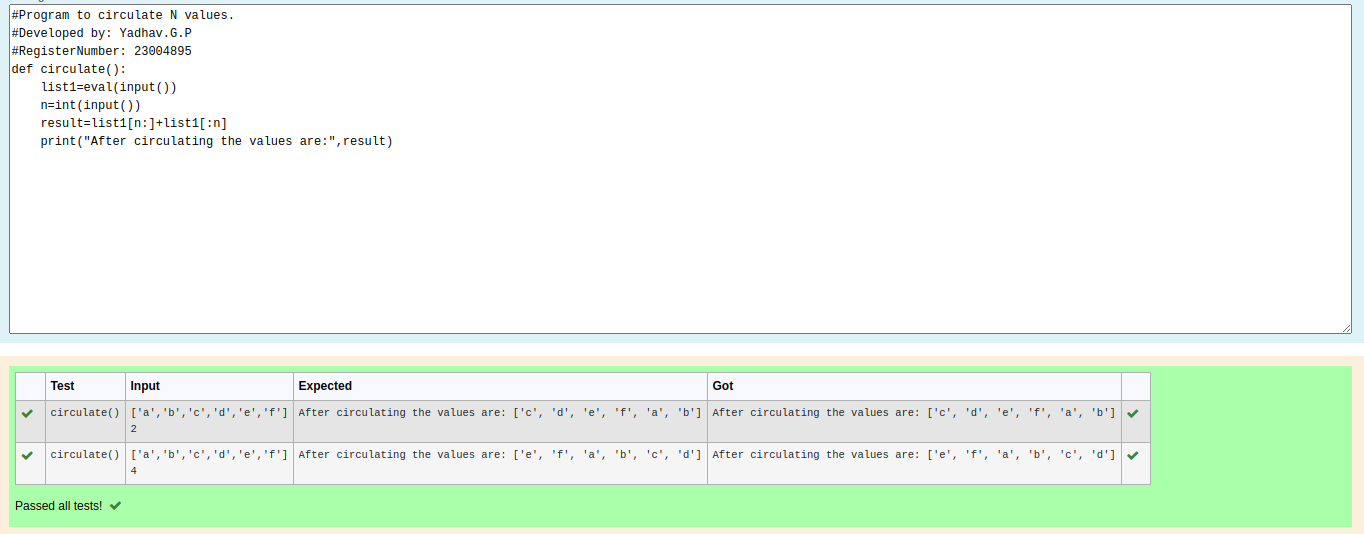 #Program to circulate N values.
#Developed by: Yadhav.G.P
#RegisterNumber: 23004895
def circulate():
    list1=eval(input())
    n=int(input())
    result=list1[n:]+list1[:n]
    print("After circulating the values are:",result)
Test Input Expected Got
circulate() ['a','b','c','d','e','f'] After circulating the values are: ['c', 'd', 'e', 'f', 'a', 'b'] After circulating the values are: ['c', 'd', 'e', 'f', 'a', 'b']
2
circulate() ['a','b','c','d','e','f'] After circulating the values are: ['e', 'f', 'a', 'b', 'c', 'd'] After circulating the values are: ['e', 'f', 'a', 'b', 'c', 'd']
4
Passed all tests!